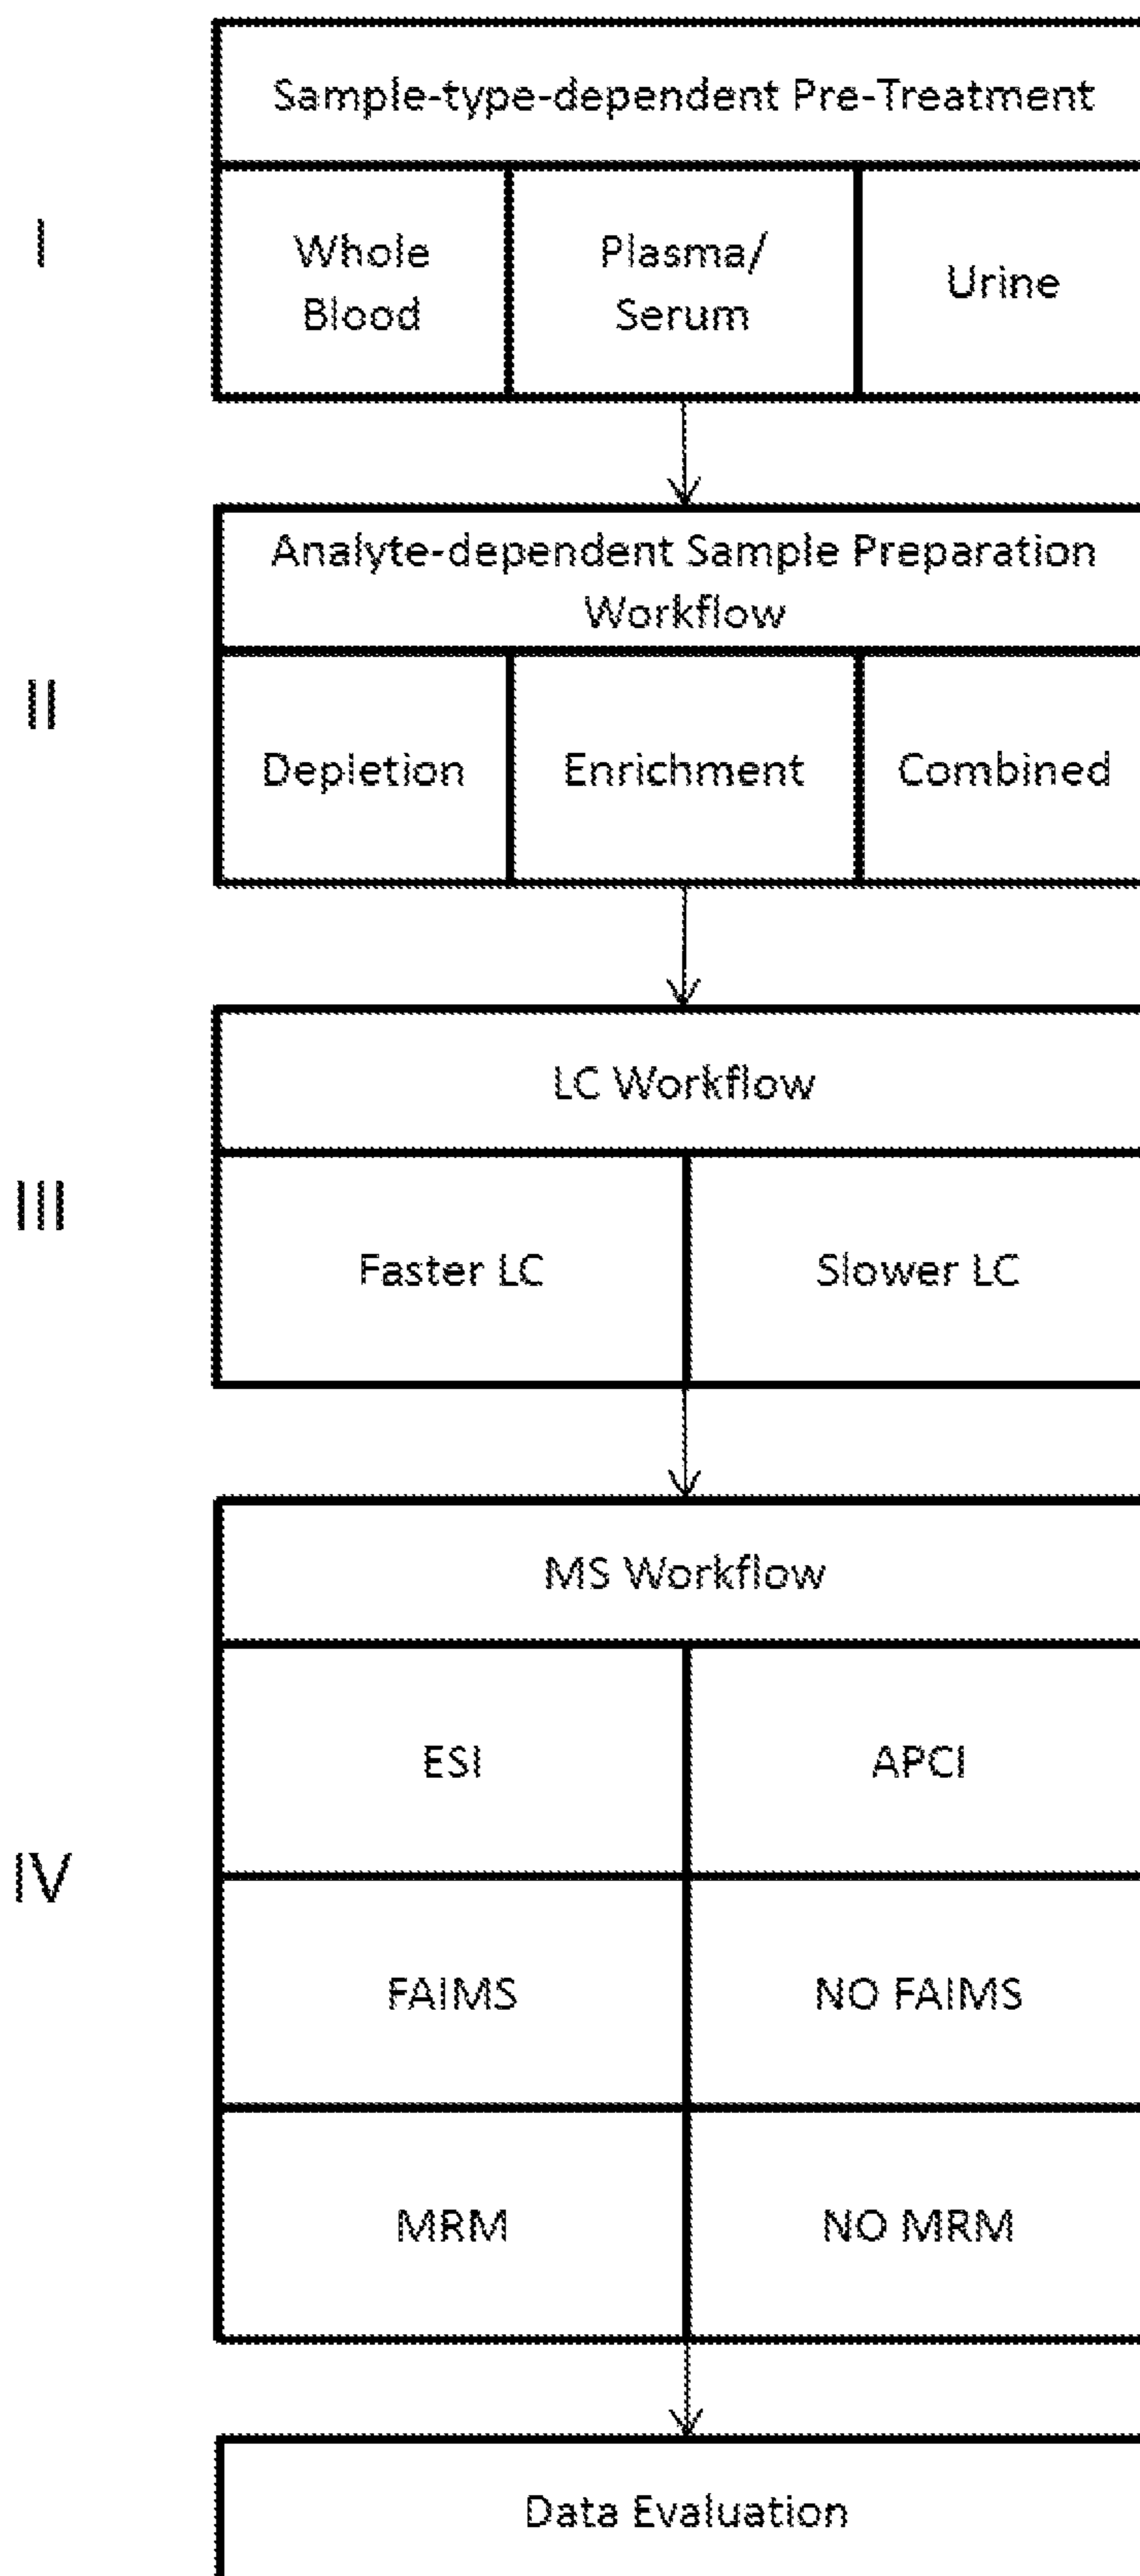 Sample-type-dependent Pre-Treatment
I
Whole
Blood
Plasma/
Serum
Urine
Analyte-dependent Sample Preparation
Workflow
II
Depletion
Enrichment
Combined
LC Workflow
III
Faster LC
Slower LC
MS Workflow
ESI
APCI
IV
FAIMS
NO FAIMS
MRM
NO MRM
Data Evaluation